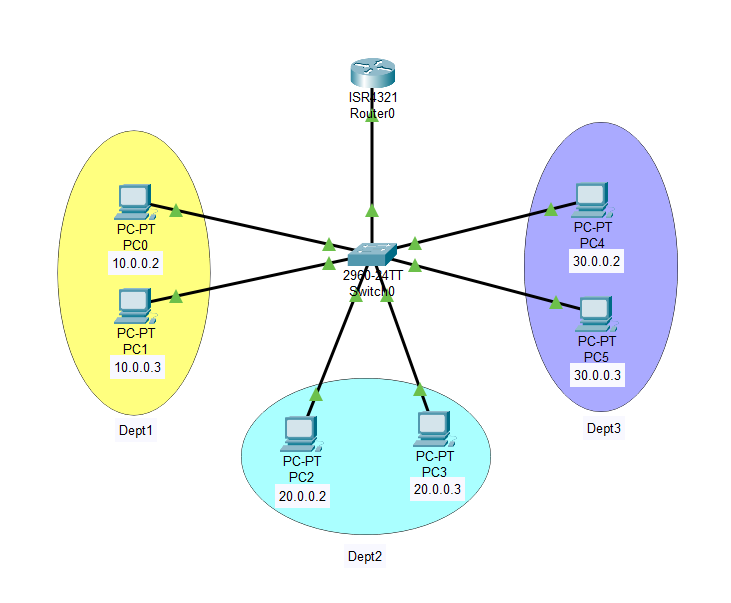 ISR4321
Router0
PC-PT
PC0
10.0.0.2
PC-PT
PC1
10.0.0.3
Dept1
2960-24TT
Switch0
PC-PT
PC4
30.0.0.2
PC-PT
PC5
30.0.0.3
Dept3
PC-PT
PC2
20.0.0.2
PC-PT
PC3
20.0.0.3
Dept2